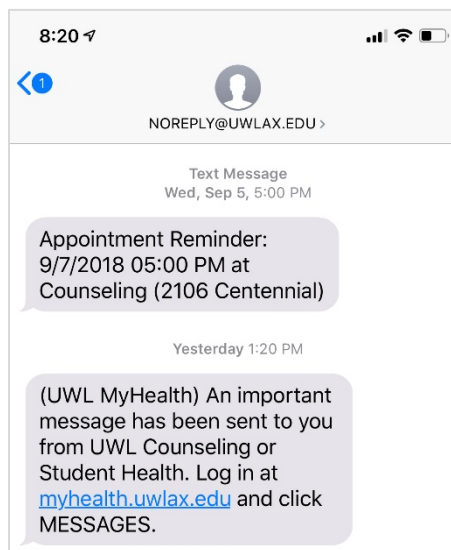 8:20
1
NOREPLY@UWLAX.EDU >
Text Message
Wed, Sep 5, 5:00 PM
Appointment Reminder:
9/7/2018 05:00 PM at
Counseling (2106 Centennial)
Yesterday 1:20 PM
(UWL MyHealth) An important
message has been sent to you
from UWL Counseling or
Student Health. Log in at
myhealth.uwlax.edu and click
MESSAGES.